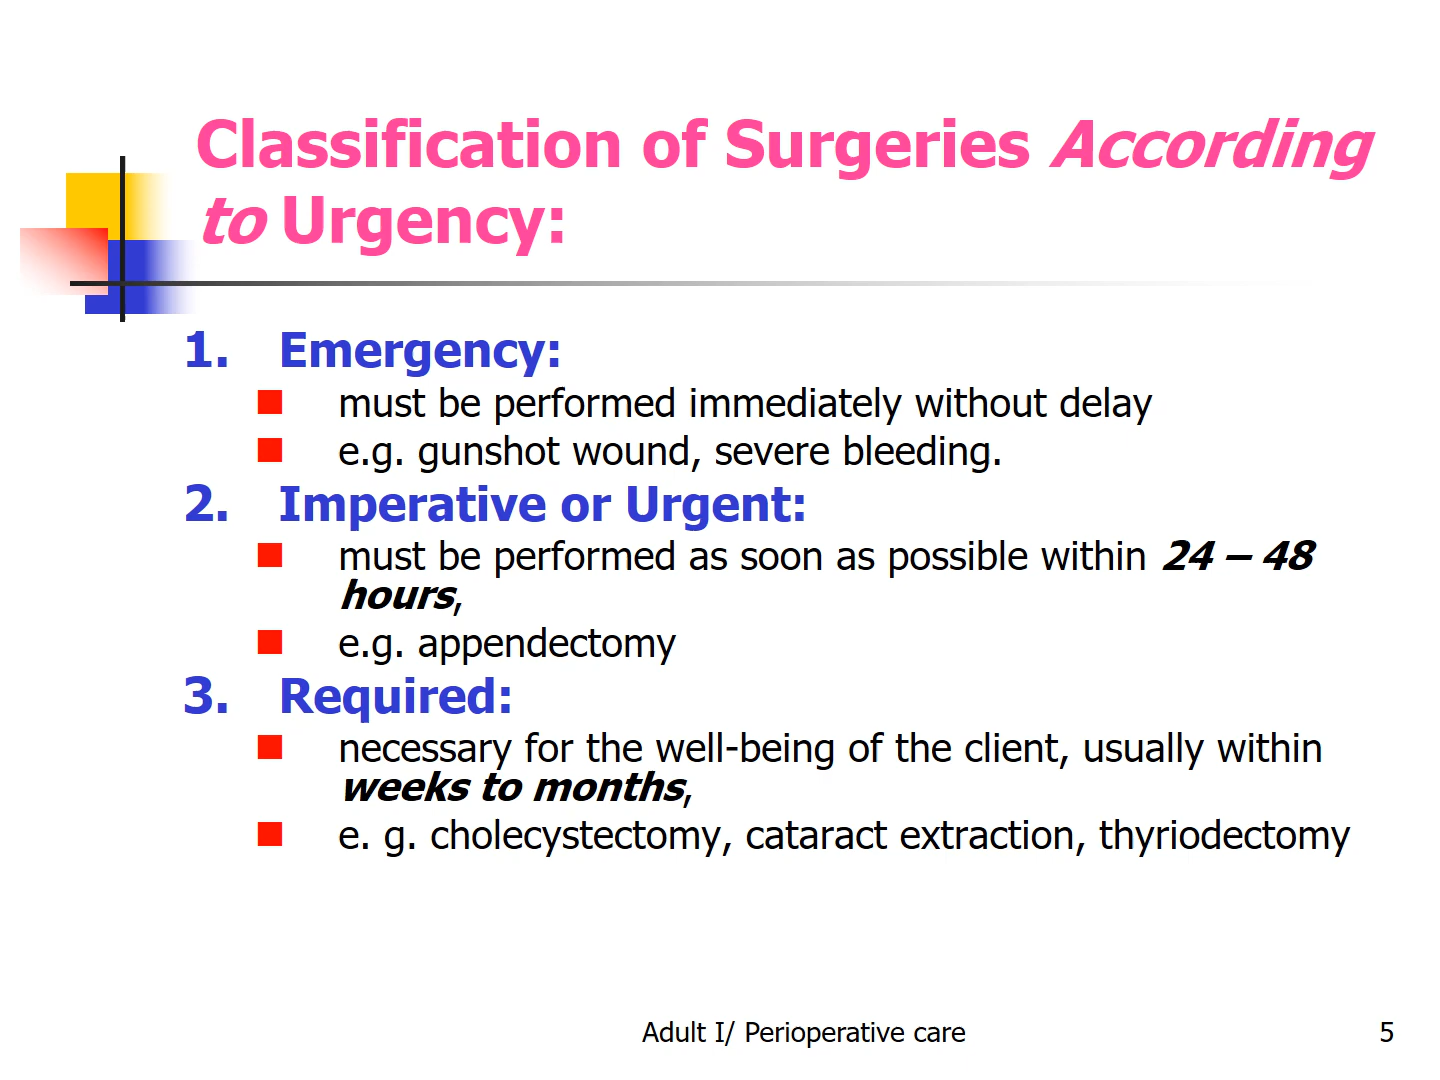 Classification of Surgeries According
to Urgency:
1. Emergency:
must be performed immediately without delay
e.g. gunshot wound, severe bleeding.
2. Imperative or Urgent:
must be performed as soon as possible within 24 – 48
hours,
e.g. appendectomy
3. Required:
necessary for the well-being of the client, usually within
weeks to months,
e. g. cholecystectomy, cataract extraction, thyriodectomy
Adult I/ Perioperative care
5